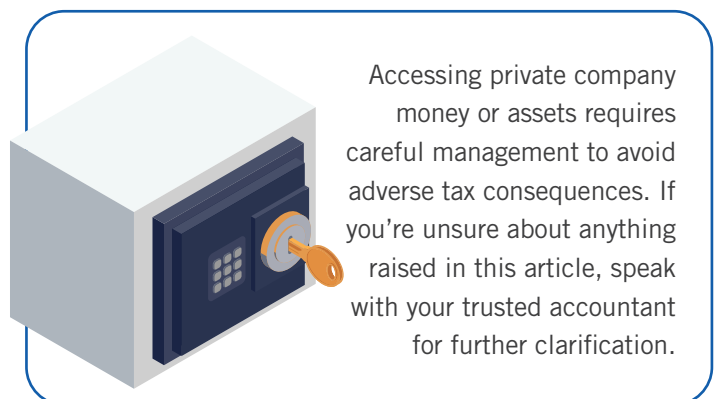 Accessing private company
money or assets requires
careful management to avoid
adverse tax consequences. If
you’re unsure about anything
raised in this article, speak
with your trusted accountant
for further clarification.